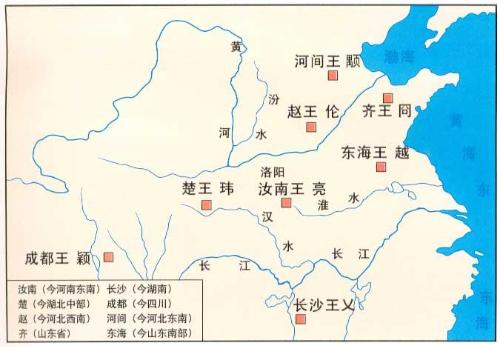 黄
河
汾
水
河间王 颙
渤海
赵王 伦
齐王 冏
黄
海
东
东海王 越
洛阳
楚王 玮
汝南王 亮
淮 水
汉
水
成都王 颖
长 江
长 江
长沙王乂
东
海
汝南（今河南东南） 长沙（今湖南）
楚（今湖北中部） 成都（今四川）
赵（今河北西南） 河间（今河北东南）
齐（山东省） 东海（今山东南部）